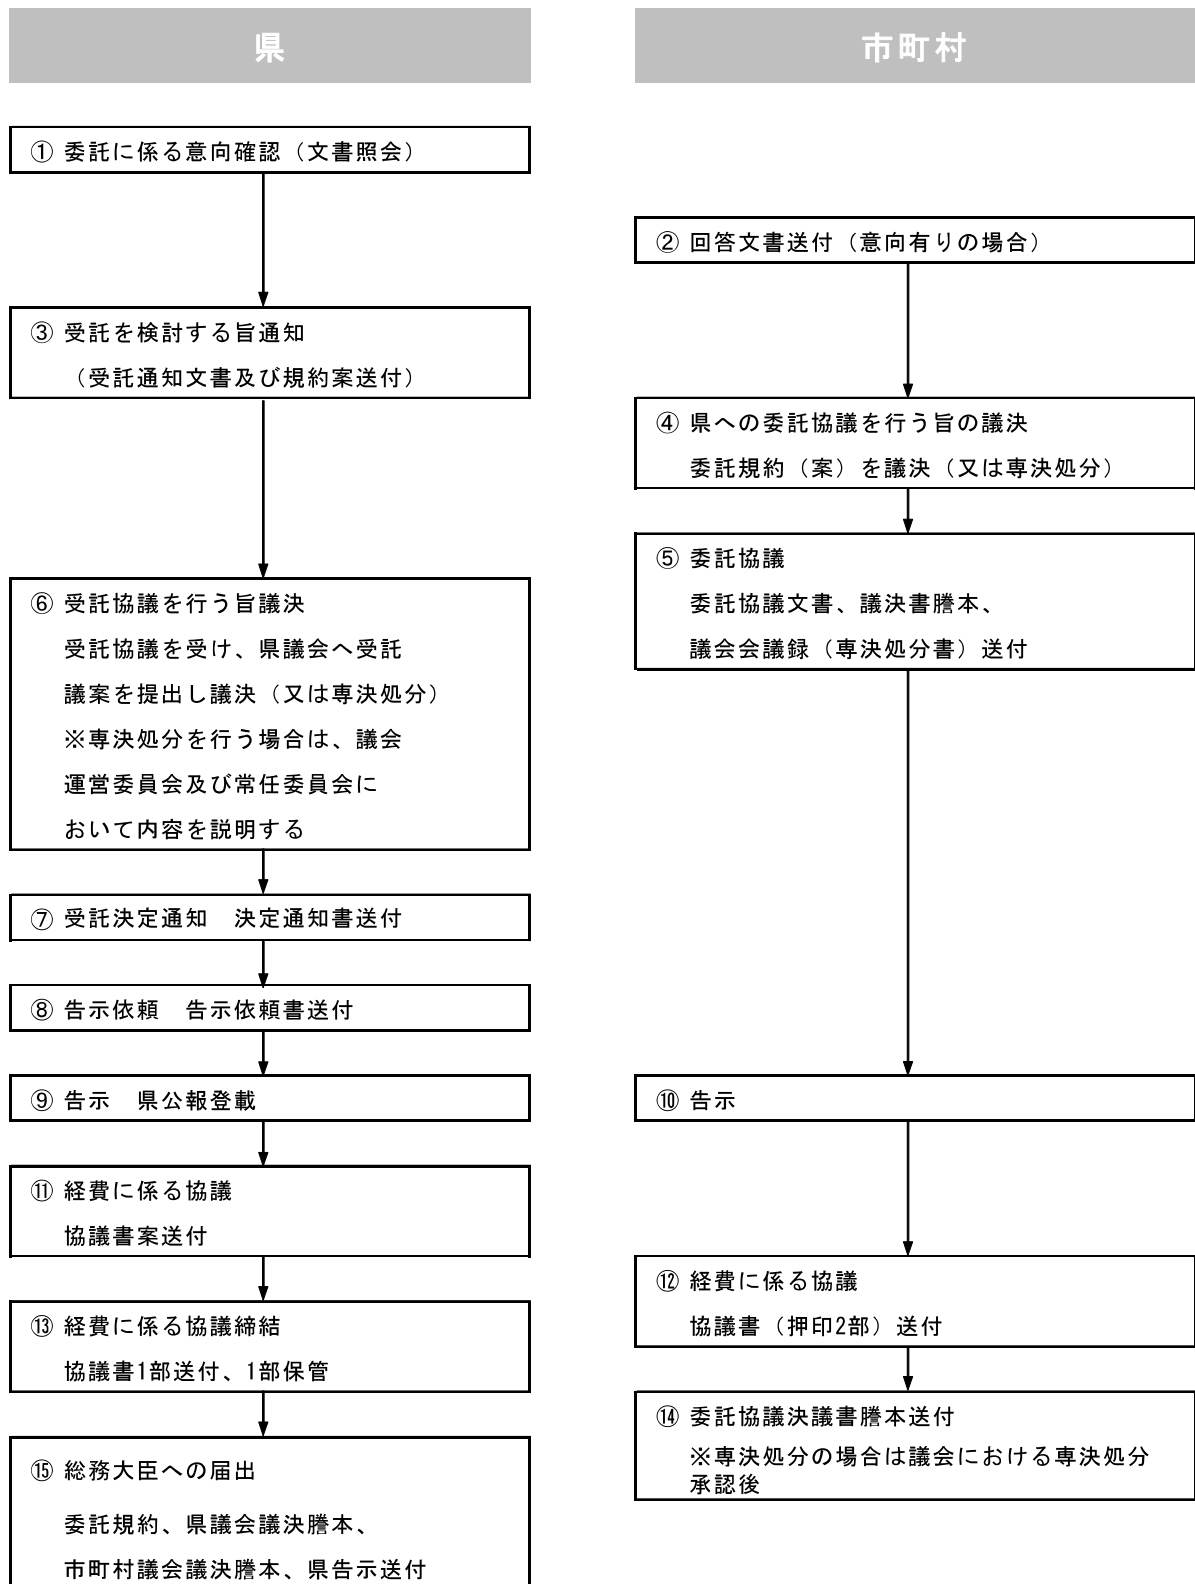 県
市町村
① 委託に係る意向確認（文書照会）
② 回答文書送付（意向有りの場合）
③ 受託を検討する旨通知
（受託通知文書及び規約案送付）
④ 県への委託協議を行う旨の議決
委託規約（案）を議決（又は専決処分）
⑤ 委託協議
委託協議文書、議決書謄本、
議会会議録（専決処分書）送付
⑥ 受託協議を行う旨議決
受託協議を受け、県議会へ受託
議案を提出し議決（又は専決処分）
※専決処分を行う場合は、議会
運営委員会及び常任委員会に
おいて内容を説明する
⑦ 受託決定通知　決定通知書送付
⑧ 告示依頼　告示依頼書送付
⑨ 告示　県公報登載
⑩ 告示
⑪ 経費に係る協議
協議書案送付
⑫ 経費に係る協議
協議書（押印2部）送付
⑬ 経費に係る協議締結
協議書1部送付、1部保管
⑭ 委託協議決議書謄本送付
※専決処分の場合は議会における専決処分
承認後
⑮ 総務大臣への届出
委託規約、県議会議決謄本、
市町村議会議決謄本、県告示送付